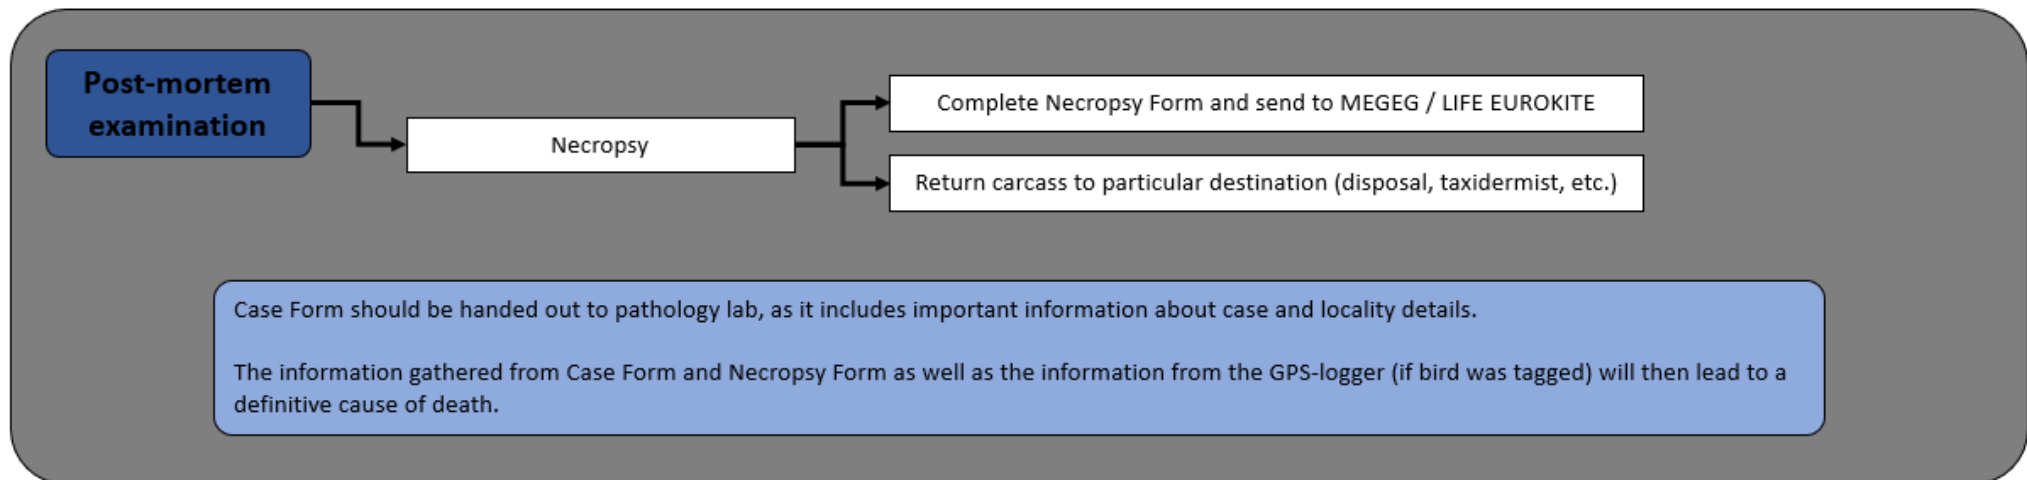 Post-mortem
examination
Necropsy
Complete Necropsy Form and send to MEGEG / LIFE EUROKITE
Return carcass to particular destination (disposal, taxidermist, etc.)
Case Form should be handed out to pathology lab, as it includes important information about case and locality details.
The information gathered from Case Form and Necropsy Form as well as the information from the GPS-logger (if bird was tagged) will then lead to a
definitive cause of death.